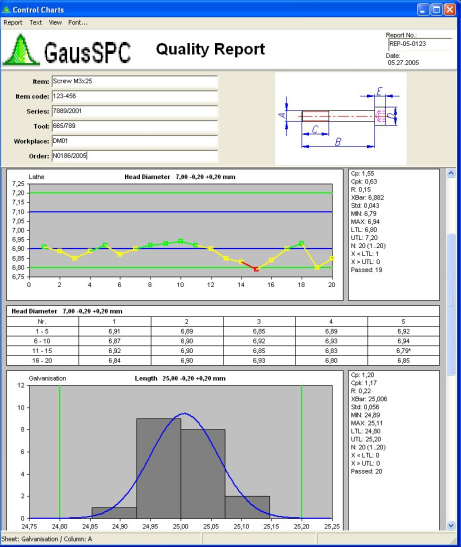 Control Charts
Report Text View Font...
GausSPC Quality Report
Report No.:
REP-05-0123
Date:
05.27.2005
Item: Screw M3x25
Item code: 123-456
Series: 7889/2001
Tool: 665/789
Workplace: DM01
Order: N0186/2005
A
B
C
E
Lathe Head Diameter 7,00 -0,20 +0,20 mm
7,25
7,20
7,15
7,10
7,05
7,00
6,95
6,90
6,85
6,80
6,75
0 2 4 6 8 10 12 14 16 18 20
Cp: 1,55
Cpk: 0,63
R: 0,15
XBar: 6,882
Std: 0,043
MIN: 6,79
MAX: 6,94
LTL: 6,80
UTL: 7,20
N: 20 (1..20)
X < LTL: 1
X > UTL: 0
Passed: 19
Head Diameter 7,00 -0,20 +0,20 mm
Nr. 1 2 3 4 5
1 - 5 6,91 6,89 6,85 6,89 6,92
6 - 10 6,87 6,90 6,92 6,93 6,94
11 - 15 6,92 6,90 6,85 6,83 6,79*
16 - 20 6,84 6,90 6,93 6,80 6,85
Galvanisation Length 25,00 -0,20 +0,20 mm
12
10
8
6
4
2
0
24,75 24,80 24,85 24,90 24,95 25,00 25,05 25,10 25,15 25,20 25,25
Cp: 1,20
Cpk: 1,17
R: 0,22
XBar: 25,006
Std: 0,056
MIN: 24,89
MAX: 25,11
LTL: 24,80
UTL: 25,20
N: 20 (1..20)
X < LTL: 0
X > UTL: 0
Passed: 20
Sheet: Galvanisation / Column: A